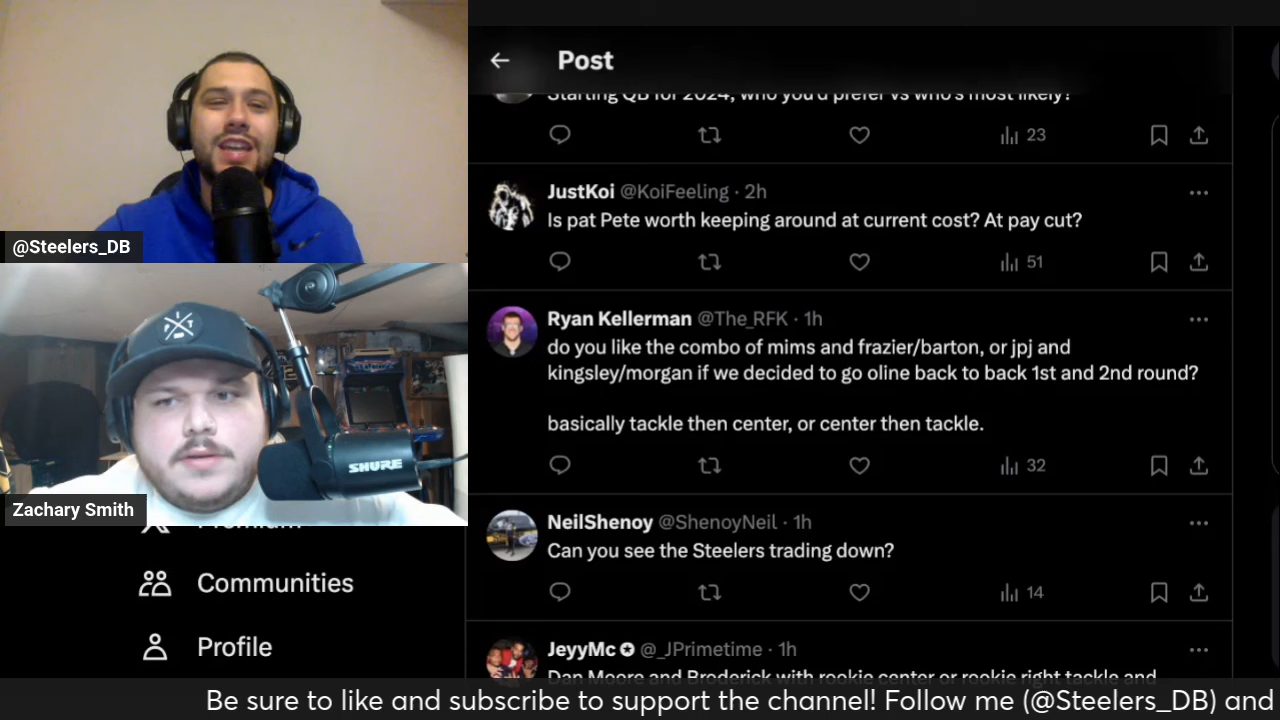 @Steelers_DB
SHURE
Zachary Smith
Premium
Communities
Profile
Post
Starting QB for 2024, who you'd prefer vs who's most likely?
23
JustKoi @KoiFeeling · 2h
Is pat Pete worth keeping around at current cost? At pay cut?
51
Ryan Kellerman @The_RFK · 1h
do you like the combo of mims and frazier/barton, or jpj and
kingsley/morgan if we decided to go oline back to back 1st and 2nd round?
basically tackle then center, or center then tackle.
32
NeilShenoy @ShenoyNeil · 1h
Can you see the Steelers trading down?
14
JeyyMc @_JPrimetime · 1h
Dan Moore and Broderick with rookie center or rookie right tackle and
Be sure to like and subscribe to support the channel! Follow me (@Steelers_DB) and